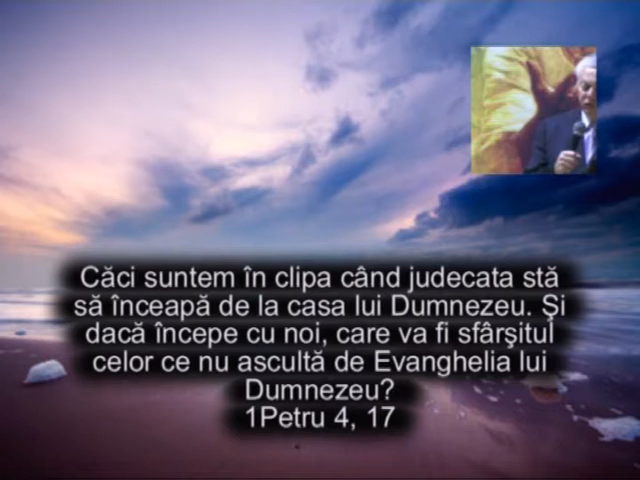 Căci suntem în clipa când judecata stă
să înceapă de la casa lui Dumnezeu. Şi
dacă începe cu noi, care va fi sfârşitul
celor ce nu ascultă de Evanghelia lui
Dumnezeu?
1Petru 4, 17